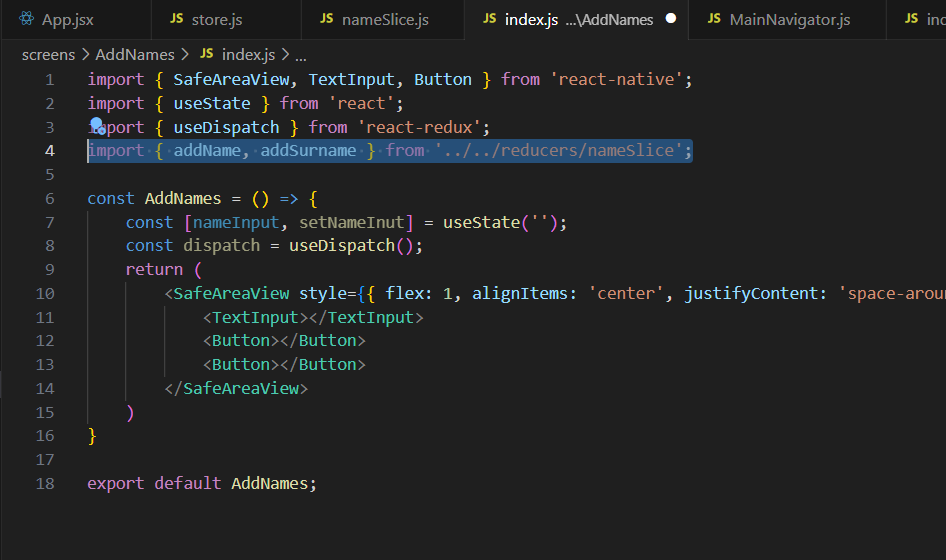 App.jsx JS store.js JS nameSlice.js JS index.js ...\AddNames JS MainNavigator.js JS
screens > AddNames > JS index.js > ...
1 import { SafeAreaView, TextInput, Button } from 'react-native';
2 import { useState } from 'react';
3 import { useDispatch } from 'react-redux';
4 import { addName, addSurname } from '../../reducers/nameSlice';
5
6 const AddNames = () => {
7 const [nameInput, setNameInut] = useState('');
8 const dispatch = useDispatch();
9 return (
10 <SafeAreaView style={{ flex: 1, alignItems: 'center', justifyContent: 'space-arou
11 <TextInput></TextInput>
12 <Button></Button>
13 <Button></Button>
14 </SafeAreaView>
15 )
16 }
17
18 export default AddNames;